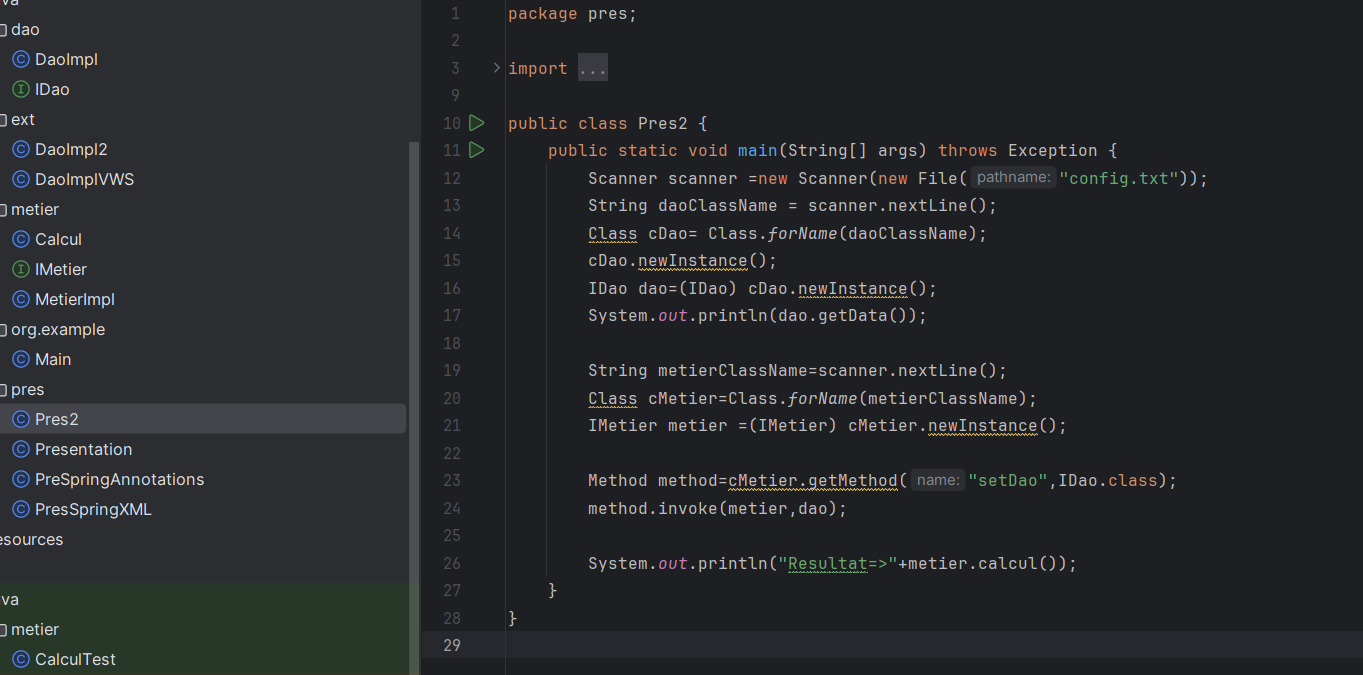 va
dao
DaoImpl
IDao
ext
DaoImpl2
DaoImplVWS
metier
Calcul
IMetier
MetierImpl
org.example
Main
pres
Pres2
Presentation
PreSpringAnnotations
PresSpringXML
esources
va
metier
CalculTest
1 package pres;
2
3 import ...
9
10 public class Pres2 {
11 public static void main(String[] args) throws Exception {
12 Scanner scanner =new Scanner(new File( pathname: "config.txt"));
13 String daoClassName = scanner.nextLine();
14 Class cDao= Class.forName(daoClassName);
15 cDao.newInstance();
16 IDao dao=(IDao) cDao.newInstance();
17 System.out.println(dao.getData());
18
19 String metierClassName=scanner.nextLine();
20 Class cMetier=Class.forName(metierClassName);
21 IMetier metier =(IMetier) cMetier.newInstance();
22
23 Method method=cMetier.getMethod( name: "setDao",IDao.class);
24 method.invoke(metier,dao);
25
26 System.out.println("Resultat=>"+metier.calcul());
27 }
28 }
29